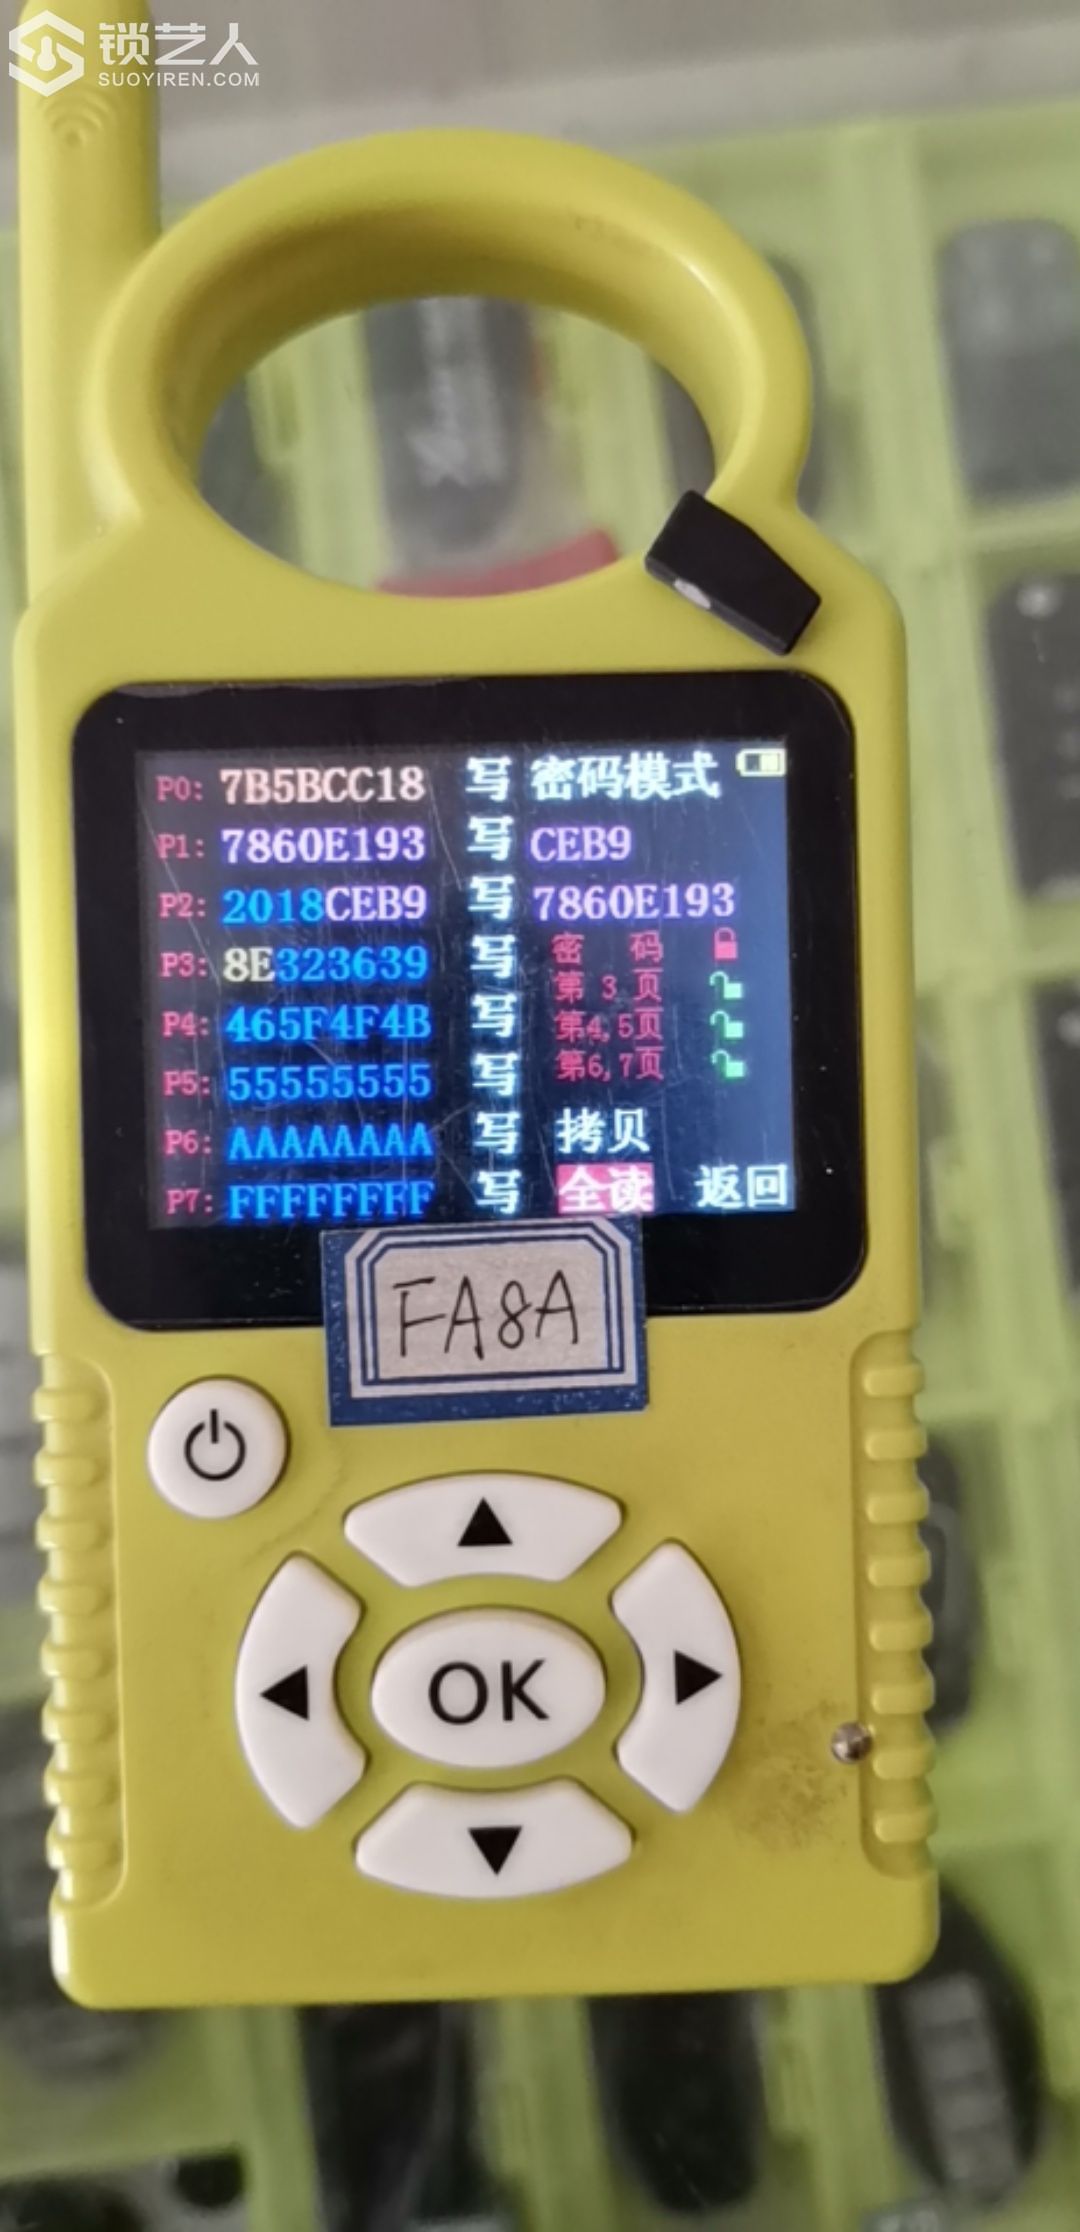 锁艺人
SUOYIREN.COM
P0: 7B5BCC18 写 密码模式
P1: 7860E193 写 CEB9
P2: 2018CEB9 写 7860E193
P3: 8E323639 写 密 码
第 3 页
P4: 465F4F4B 写 第4,5页
P5: 55555555 写 第6,7页
P6: AAAAAAAA 写 拷贝
P7: FFFFFFFF 写 全读 返回
FA8A
OK